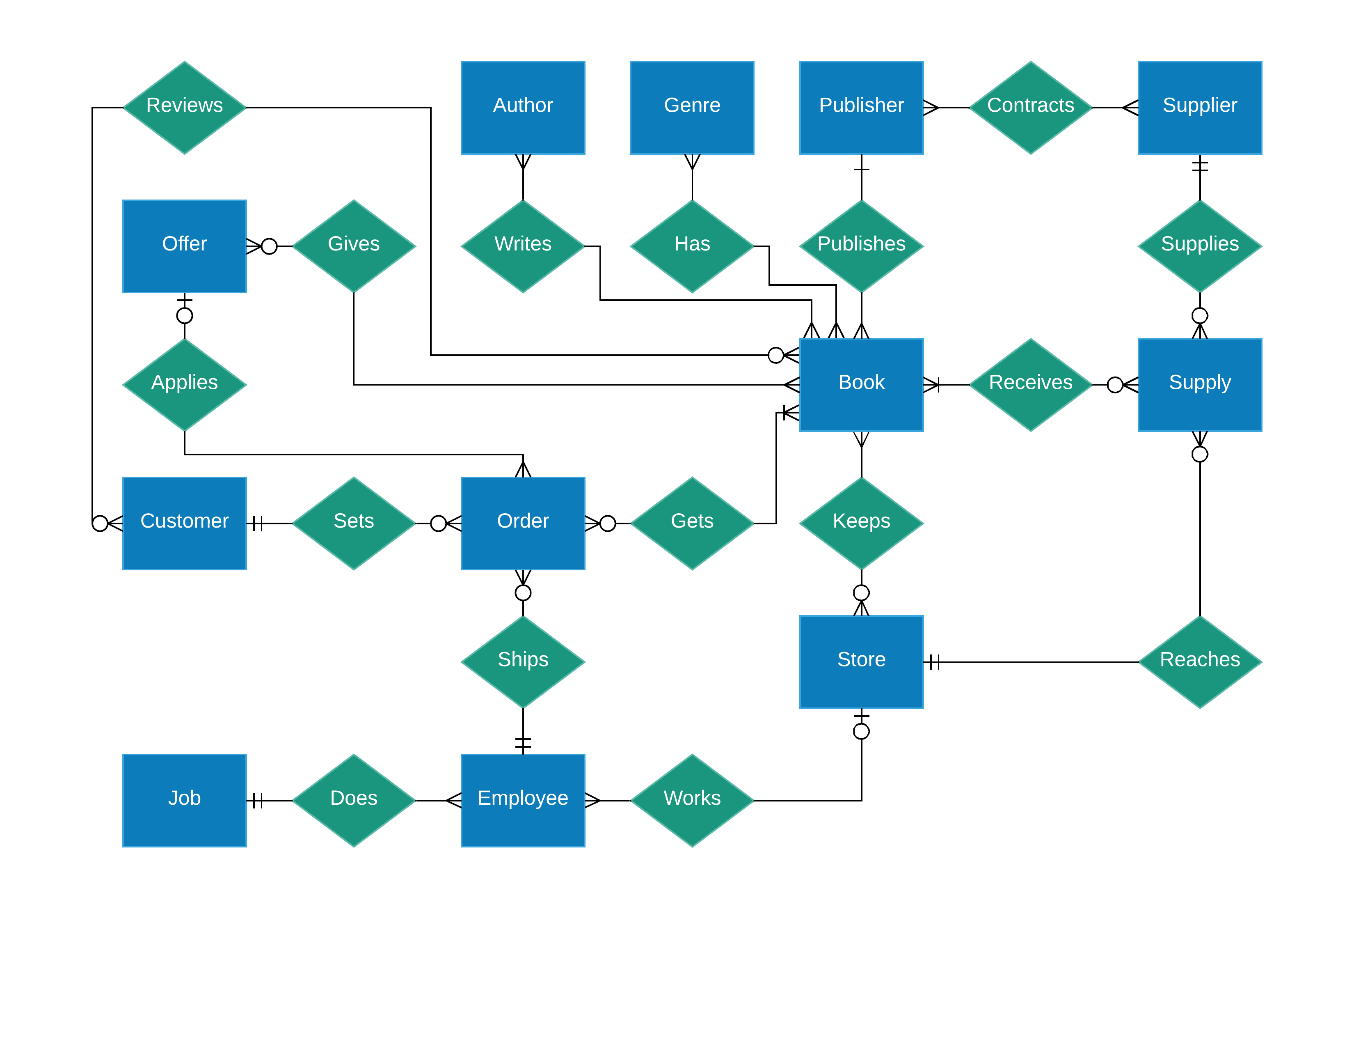 Reviews
Author
Genre
Publisher
Contracts
Supplier
Offer
Gives
Writes
Has
Publishes
Supplies
Applies
Book
Receives
Supply
Customer
Sets
Order
Gets
Keeps
Ships
Store
Reaches
Job
Does
Employee
Works